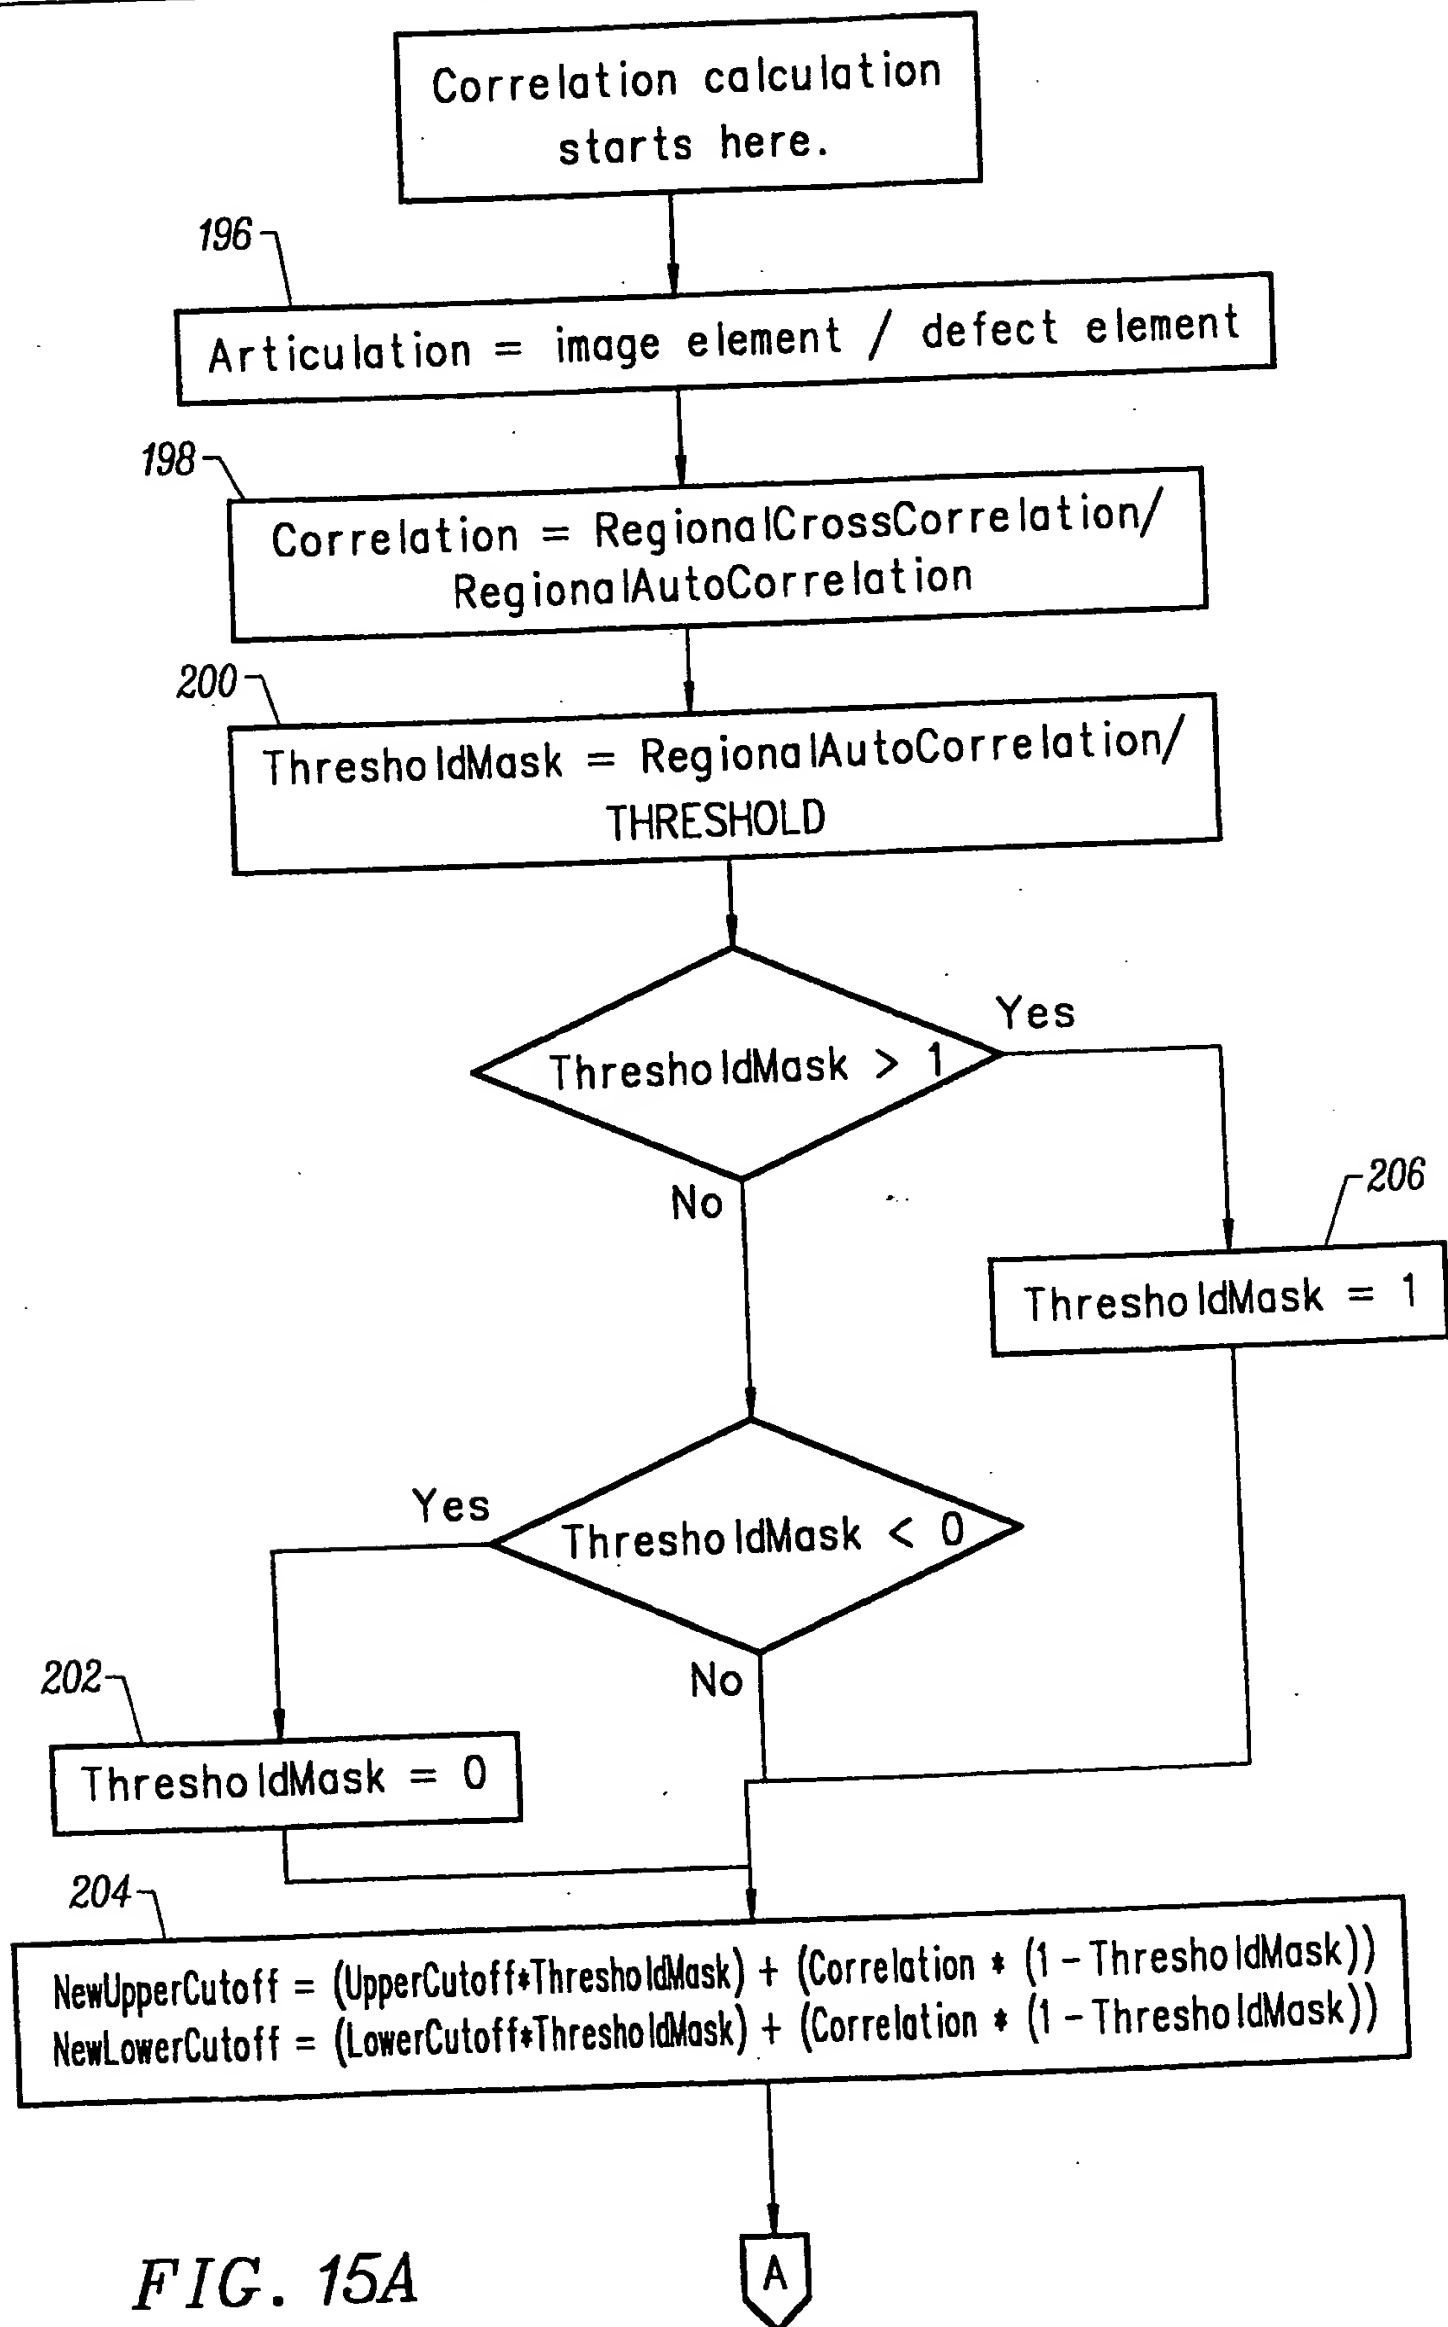 Correlation calculation
starts here.
196
Articulation = image element / defect element
198
Correlation = RegionalCrossCorrelation/
RegionalAutoCorrelation
200
ThresholdMask = RegionalAutoCorrelation/
THRESHOLD
Yes
ThresholdMask > 1
No
206
ThresholdMask = 1
Yes
ThresholdMask < 0
No
202
ThresholdMask = 0
204
NewUpperCutoff = (UpperCutoff*ThresholdMask) + (Correlation * (1 - ThresholdMask))
NewLowerCutoff = (LowerCutoff*ThresholdMask) + (Correlation * (1 - ThresholdMask))
A
FIG. 15A